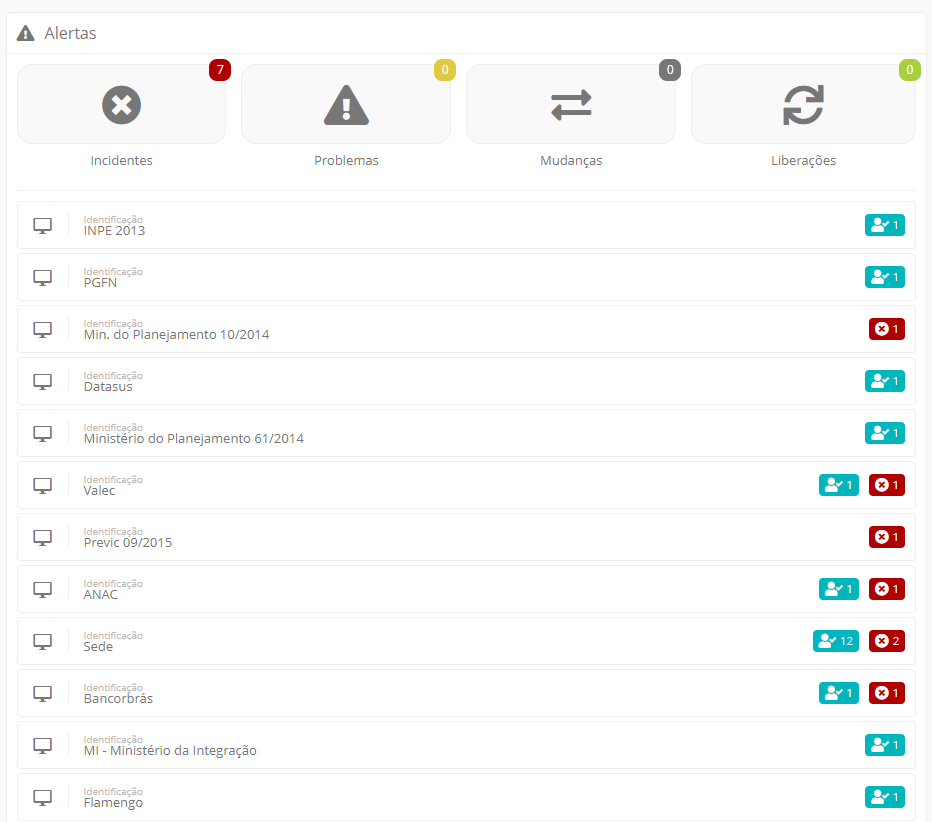 Alertas
7
0
0
0
Incidentes
Problemas
Mudanças
Liberações
Identificação
INPE 2013
1
Identificação
PGFN
1
Identificação
Min. do Planejamento 10/2014
1
Identificação
Datasus
1
Identificação
Ministério do Planejamento 61/2014
1
Identificação
Valec
1
1
Identificação
Previc 09/2015
1
Identificação
ANAC
1
1
Identificação
Sede
12
2
Identificação
Bancorbrás
1
1
Identificação
MI - Ministério da Integração
1
Identificação
Flamengo
1